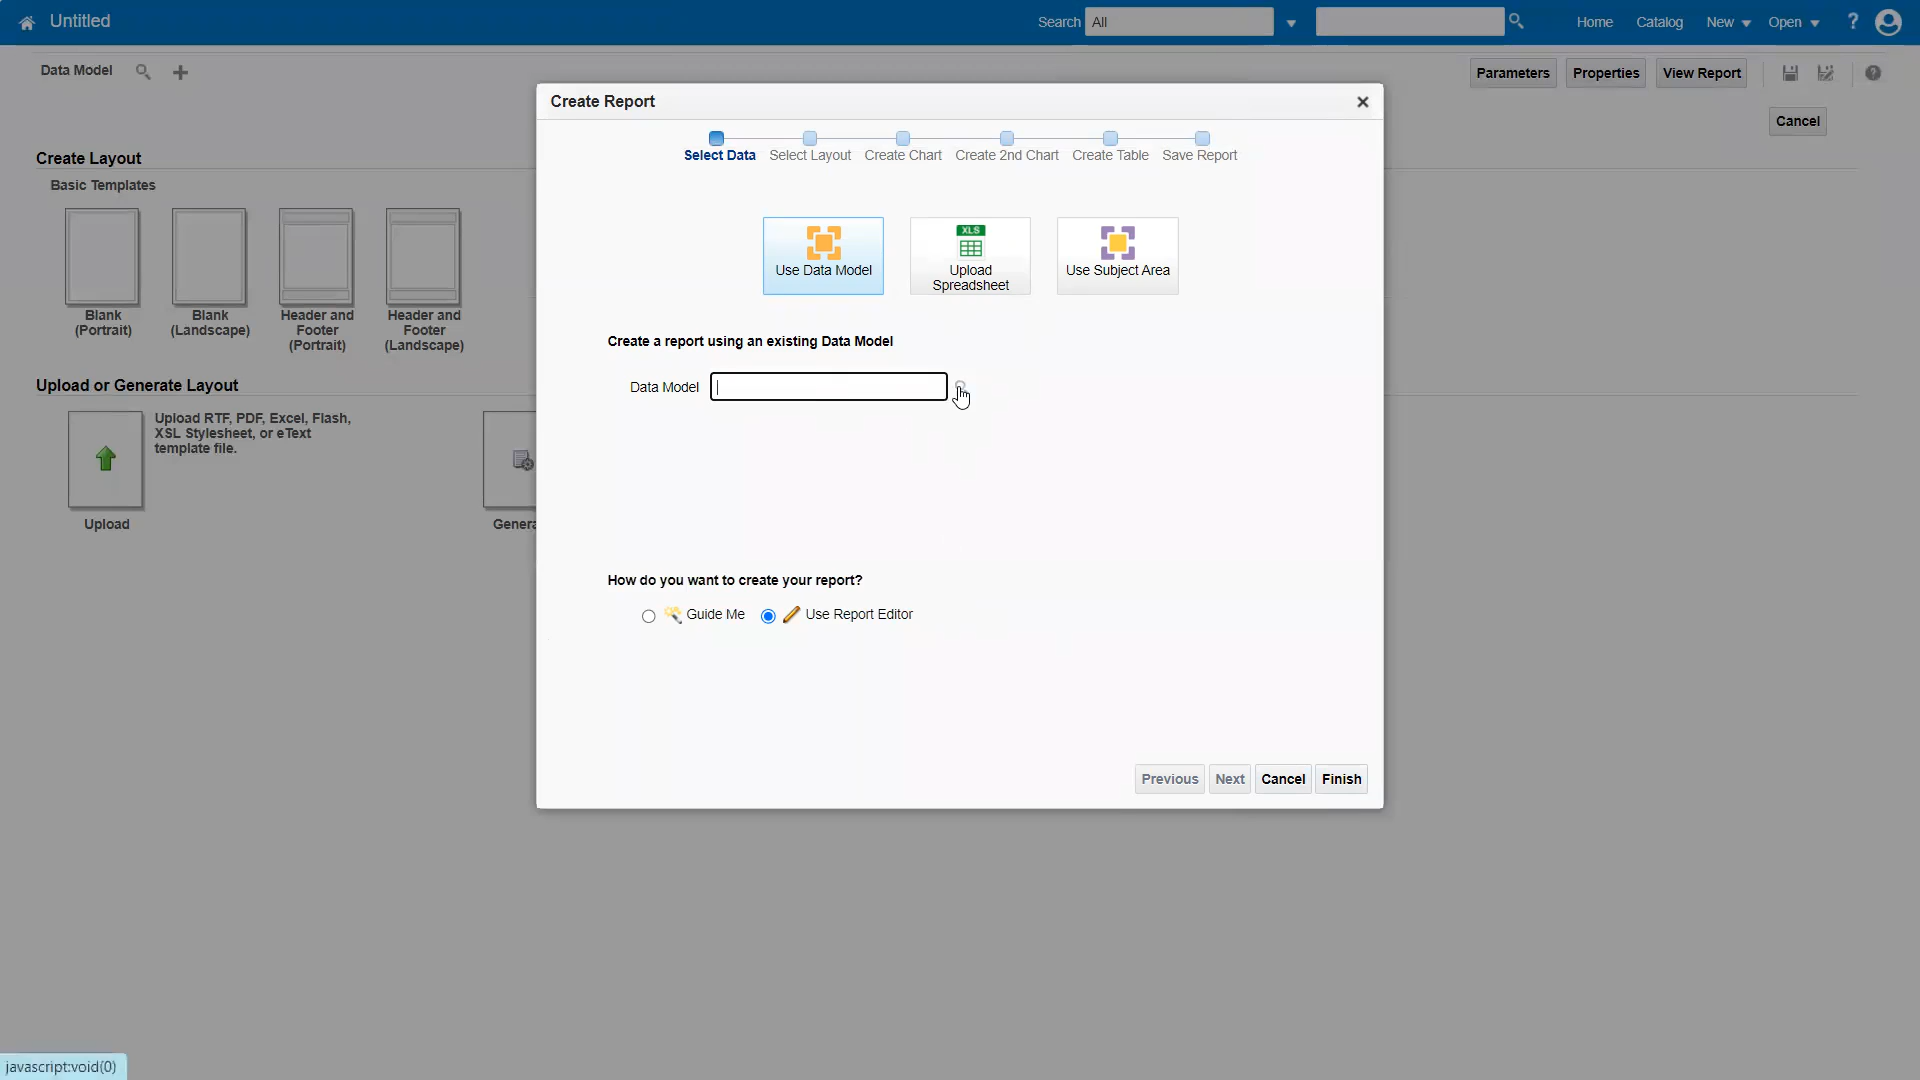 Untitled
Search All
Home Catalog New Open ?
Data Model
Parameters Properties View Report ?
Cancel
Create Layout
Basic Templates
Blank
(Portrait)
Blank
(Landscape)
Header and
Footer
(Portrait)
Header and
Footer
(Landscape)
Upload or Generate Layout
Upload RTF, PDF, Excel, Flash,
XSL Stylesheet, or eText
template file.
Upload
Genera
Create Report
Select Data Select Layout Create Chart Create 2nd Chart Create Table Save Report
Use Data Model
XLS
Upload
Spreadsheet
Use Subject Area
Create a report using an existing Data Model
Data Model
How do you want to create your report?
Guide Me Use Report Editor
Previous Next Cancel Finish
javascript:void(0)